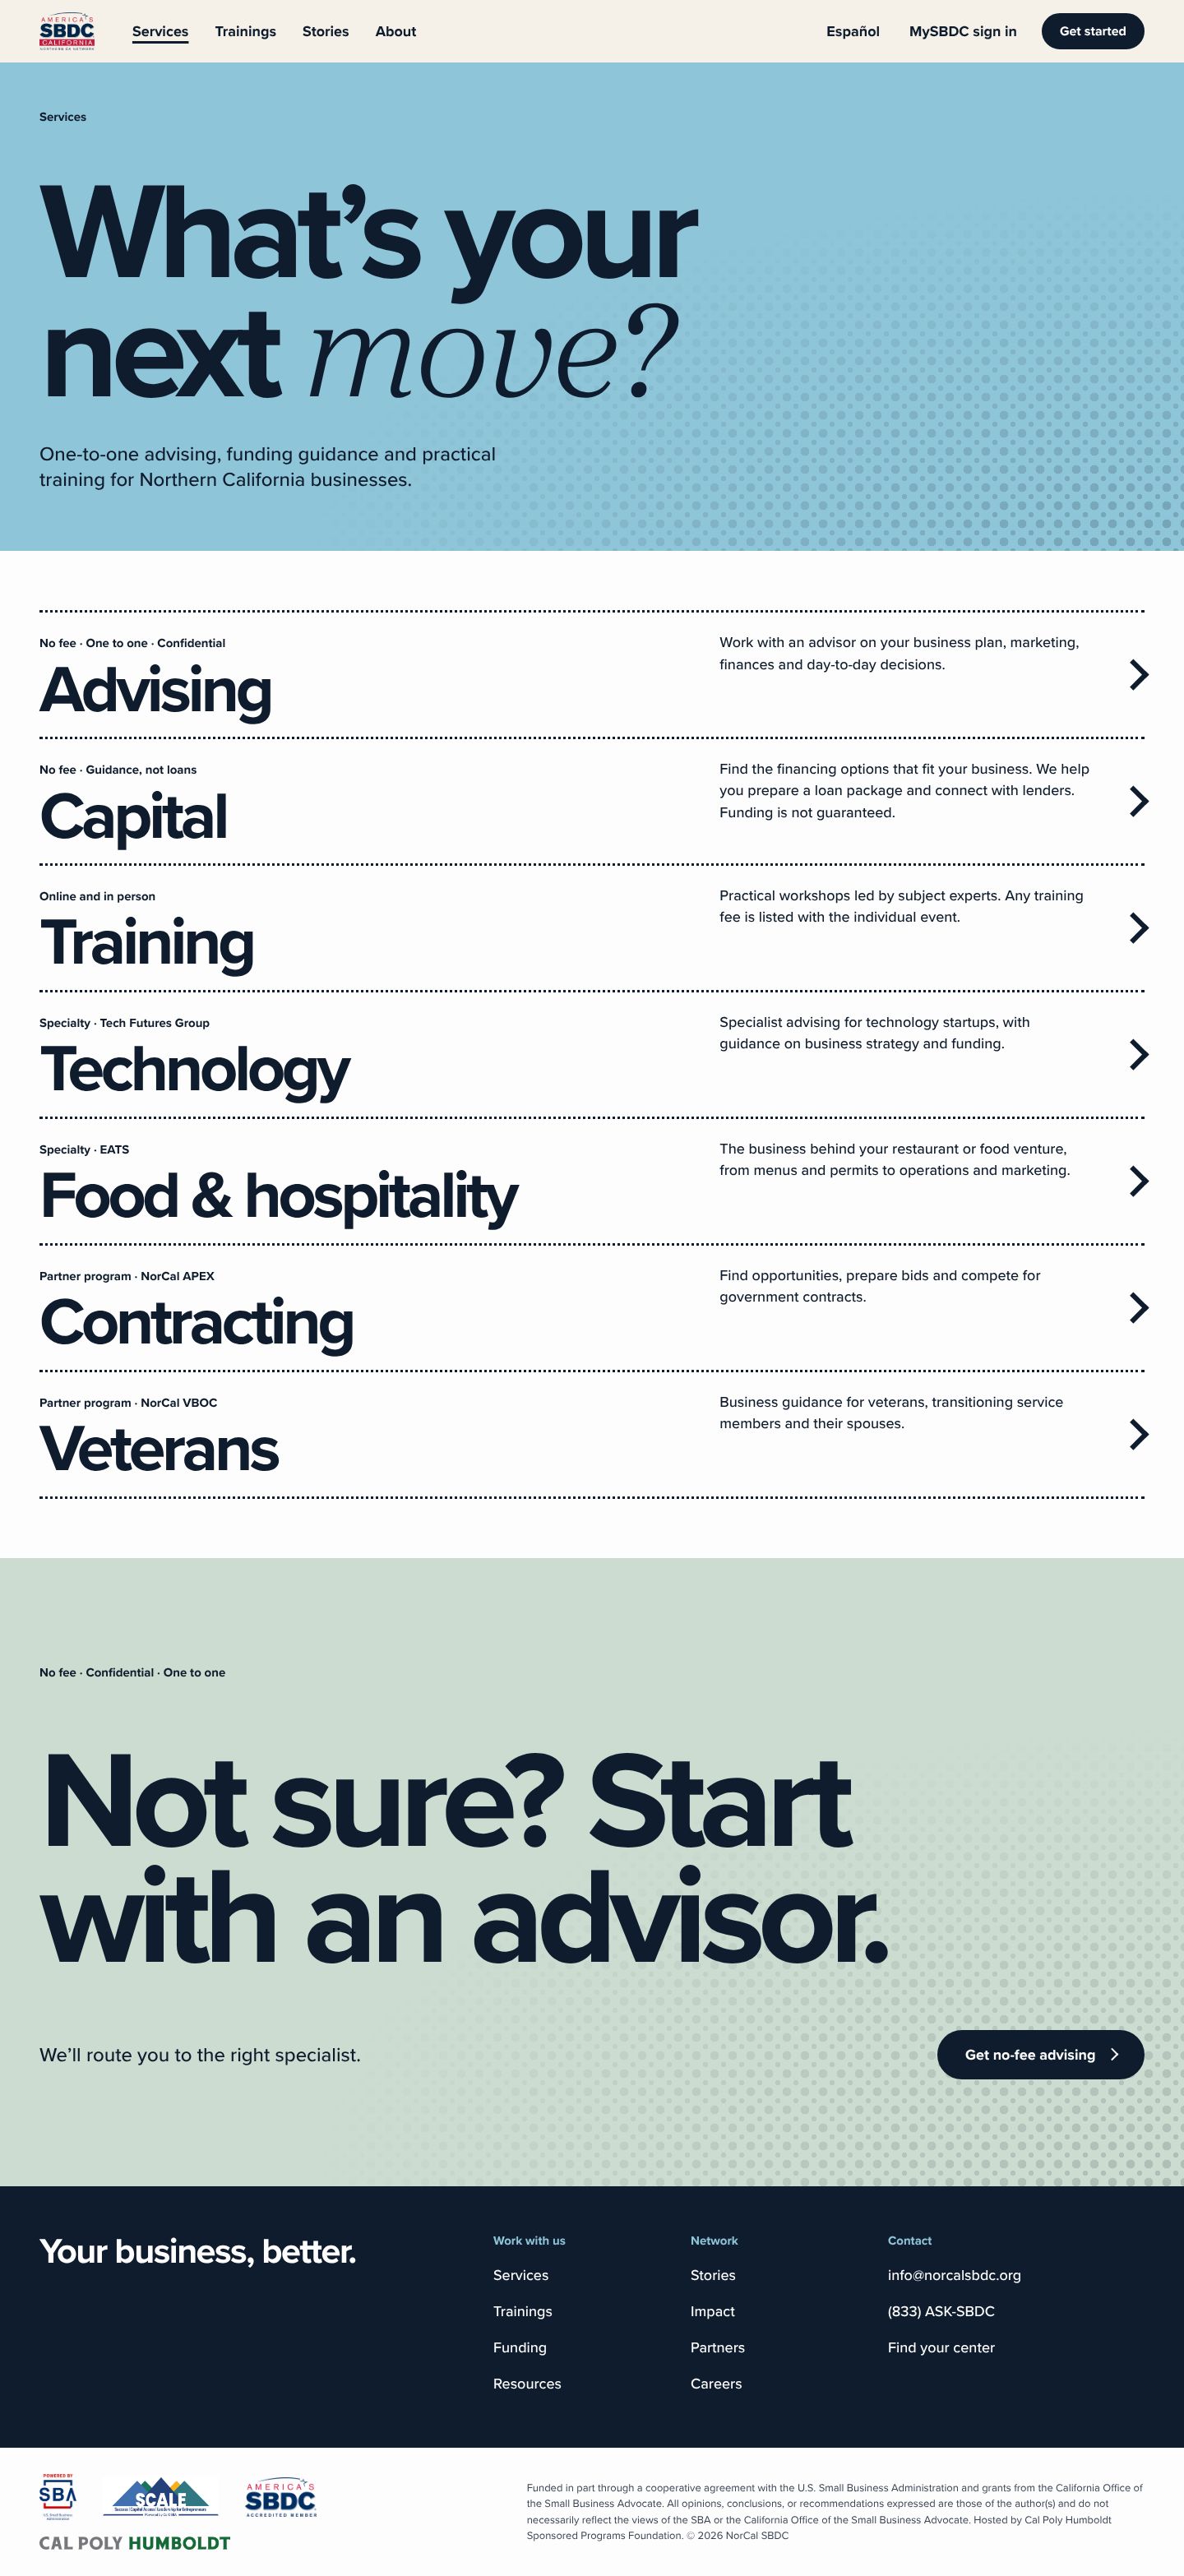 AMERICA'S
SBDC
CALIFORNIA
Services
Trainings
Stories
About
Español
MySBDC sign in
Get started
Services
What’s your
next move?
One-to-one advising, funding guidance and practical
training for Northern California businesses.
No fee · One to one · Confidential
Advising
Work with an advisor on your business plan, marketing,
finances and day-to-day decisions.
No fee · Guidance, not loans
Capital
Find the financing options that fit your business. We help
you prepare a loan package and connect with lenders.
Funding is not guaranteed.
Online and in person
Training
Practical workshops led by subject experts. Any training
fee is listed with the individual event.
Specialty · Tech Futures Group
Technology
Specialist advising for technology startups, with
guidance on business strategy and funding.
Specialty · EATS
Food & hospitality
The business behind your restaurant or food venture,
from menus and permits to operations and marketing.
Partner program · NorCal APEX
Contracting
Find opportunities, prepare bids and compete for
government contracts.
Partner program · NorCal VBOC
Veterans
Business guidance for veterans, transitioning service
members and their spouses.
No fee · Confidential · One to one
Not sure? Start
with an advisor.
We’ll route you to the right specialist.
Get no-fee advising
Your business, better.
Work with us
Services
Trainings
Funding
Resources
Network
Stories
Impact
Partners
Careers
Contact
info@norcalsbdc.org
(833) ASK-SBDC
Find your center
POWERED BY
SBA
SCALE
AMERICA'S
SBDC
ACCREDITED MEMBER
CAL POLY HUMBOLDT
Funded in part through a cooperative agreement with the U.S. Small Business Administration and grants from the California Office of
the Small Business Advocate. All opinions, conclusions, or recommendations expressed are those of the author(s) and do not
necessarily reflect the views of the SBA or the California Office of the Small Business Advocate. Hosted by Cal Poly Humboldt
Sponsored Programs Foundation. © 2026 NorCal SBDC